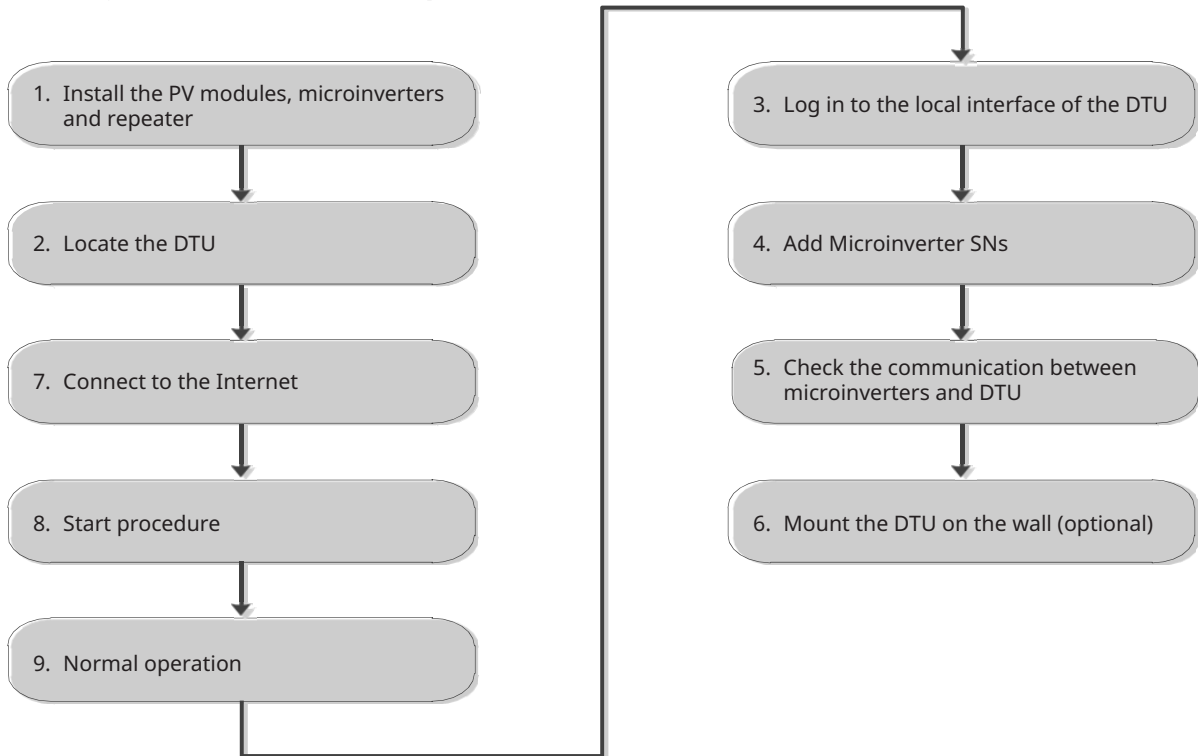 1. Install the PV modules, microinverters
and repeater
2. Locate the DTU
7. Connect to the Internet
8. Start procedure
9. Normal operation
3. Log in to the local interface of the DTU
4. Add Microinverter SNs
5. Check the communication between
microinverters and DTU
6. Mount the DTU on the wall (optional)